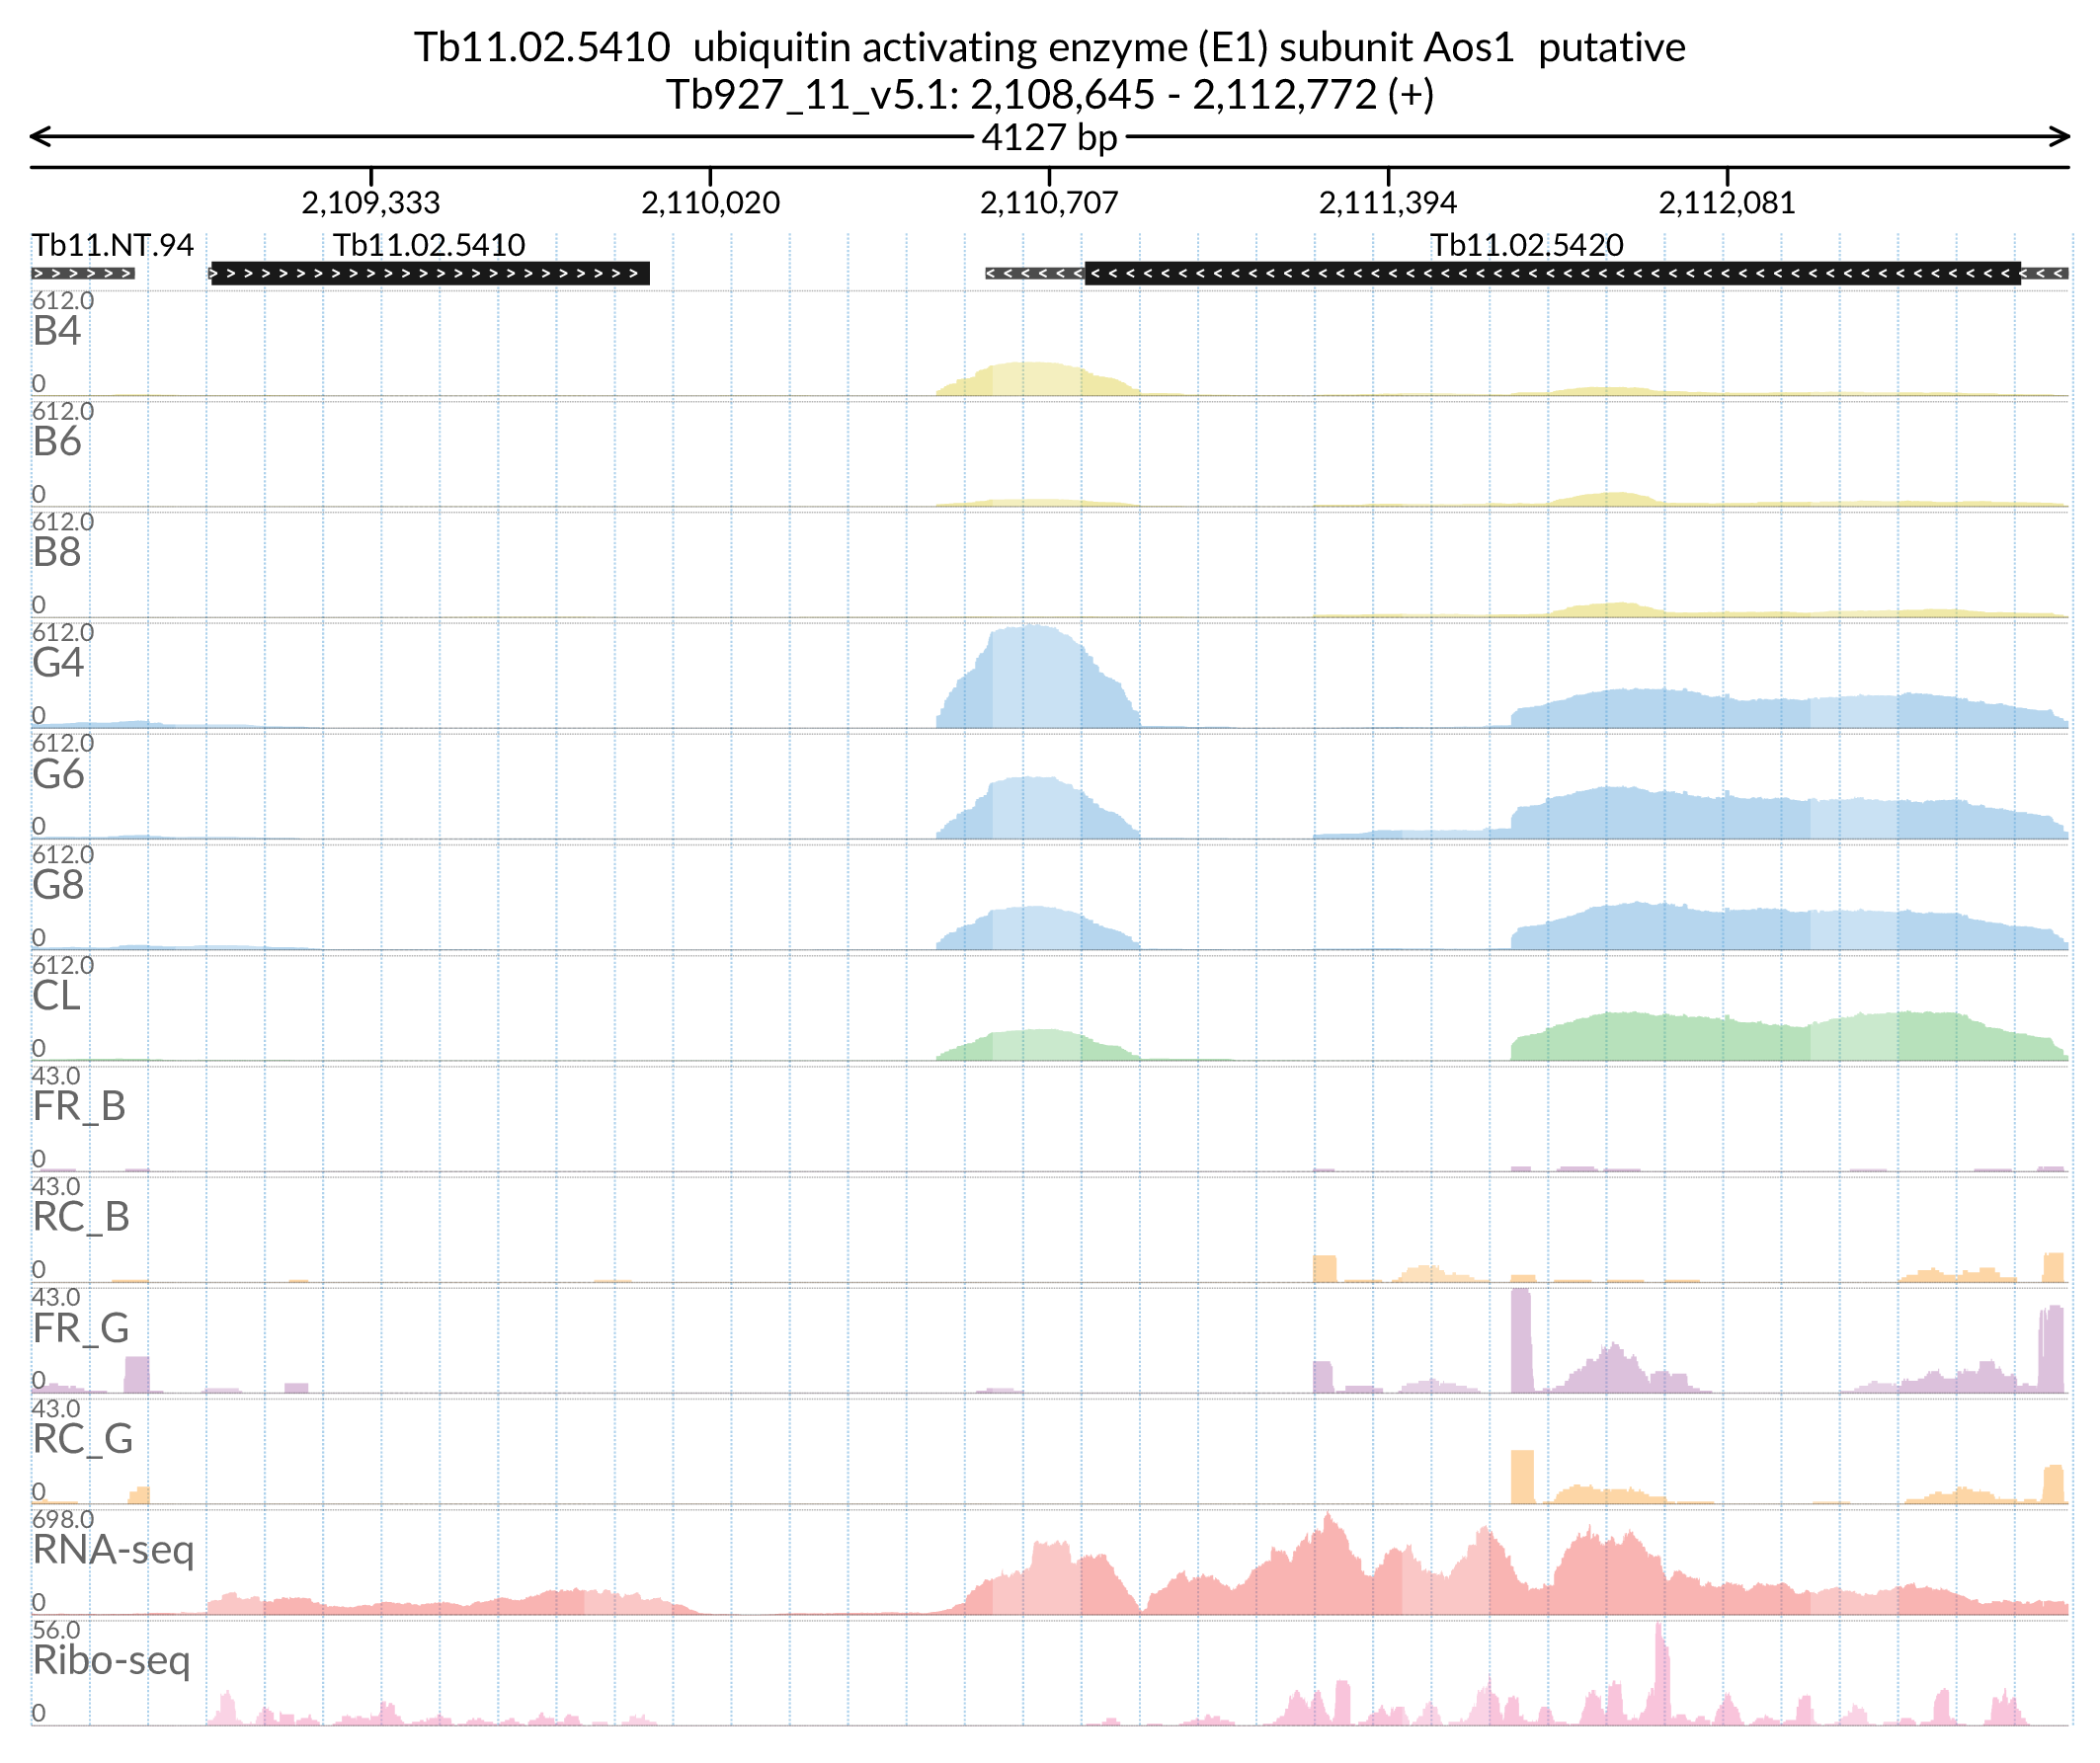 Tb11.02.5410 ubiquitin activating enzyme (E1) subunit Aos1 putative
Tb927_11_v5.1: 2,108,645 - 2,112,772 (+)
4127 bp
2,109,333 2,110,020 2,110,707 2,111,394 2,112,081
Tb11.NT.94 Tb11.02.5410 Tb11.02.5420
612.0
B4
0
612.0
B6
0
612.0
B8
0
612.0
G4
0
612.0
G6
0
612.0
G8
0
612.0
CL
0
43.0
FR_B
0
43.0
RC_B
0
43.0
FR_G
0
43.0
RC_G
0
698.0
RNA-seq
0
56.0
Ribo-seq
0